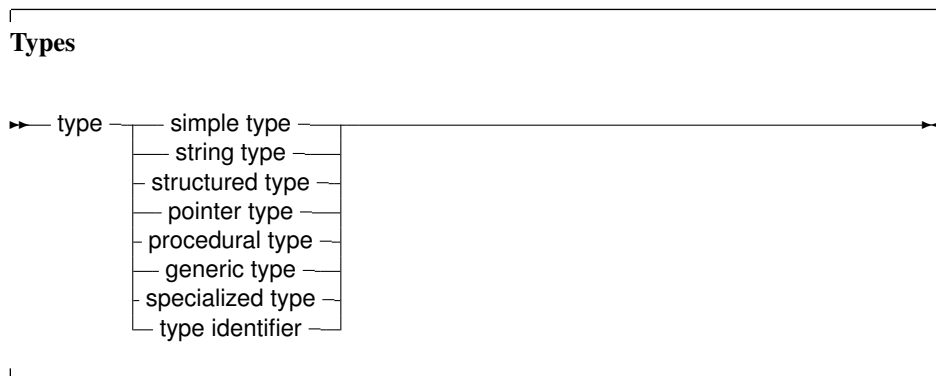 Types
type simple type
string type
structured type
pointer type
procedural type
generic type
specialized type
type identifier